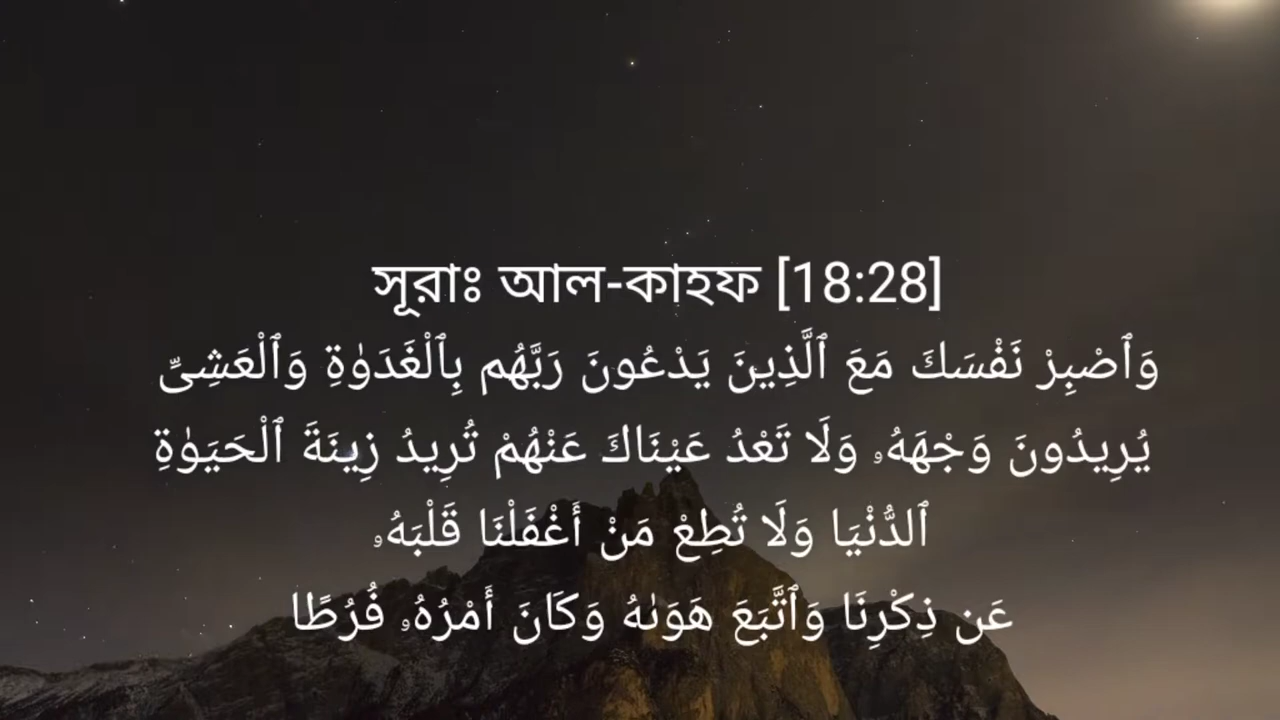 সূরাঃ আল-কাহফ [18:28]
وَٱصْبِرْ نَفْسَكَ مَعَ ٱلَّذِينَ يَدْعُونَ رَبَّهُم بِٱلْغَدَوٰةِ وَٱلْعَشِىِّ
يُرِيدُونَ وَجْهَهُۥ وَلَا تَعْدُ عَيْنَاكَ عَنْهُمْ تُرِيدُ زِينَةَ ٱلْحَيَوٰةِ
ٱلدُّنْيَا وَلَا تُطِعْ مَنْ أَغْفَلْنَا قَلْبَهُۥ
عَن ذِكْرِنَا وَٱتَّبَعَ هَوَىٰهُ وَكَانَ أَمْرُهُۥ فُرُطًا